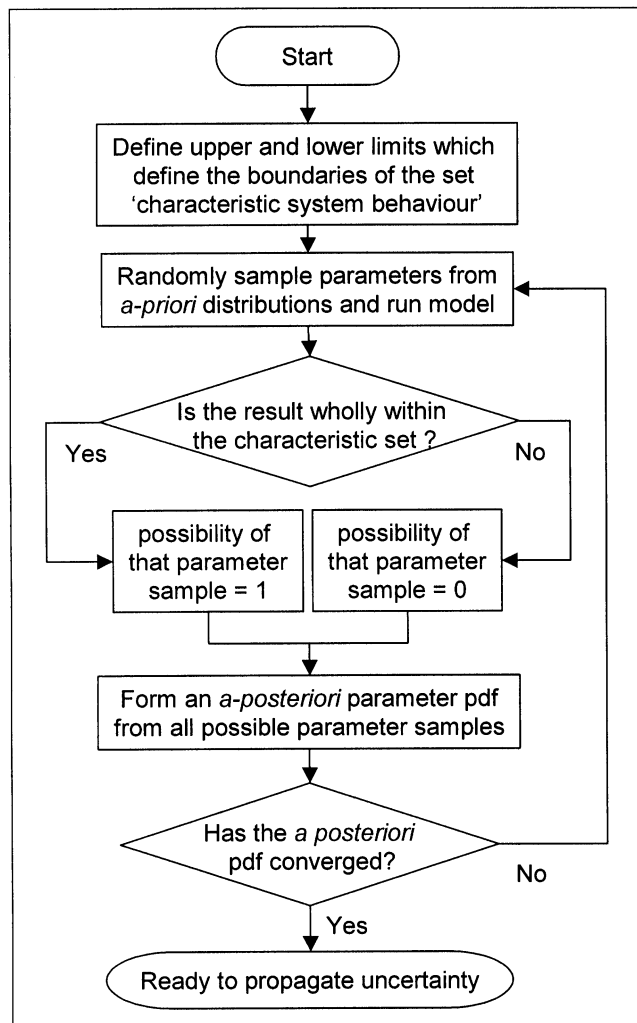 Start
Define upper and lower limits which
define the boundaries of the set
‘characteristic system behaviour’
Randomly sample parameters from
a-priori distributions and run model
Is the result wholly within
the characteristic set ?
Yes
No
possibility of
that parameter
sample = 1
possibility of
that parameter
sample = 0
Form an a-posteriori parameter pdf
from all possible parameter samples
Has the a posteriori
pdf converged?
No
Yes
Ready to propagate uncertainty